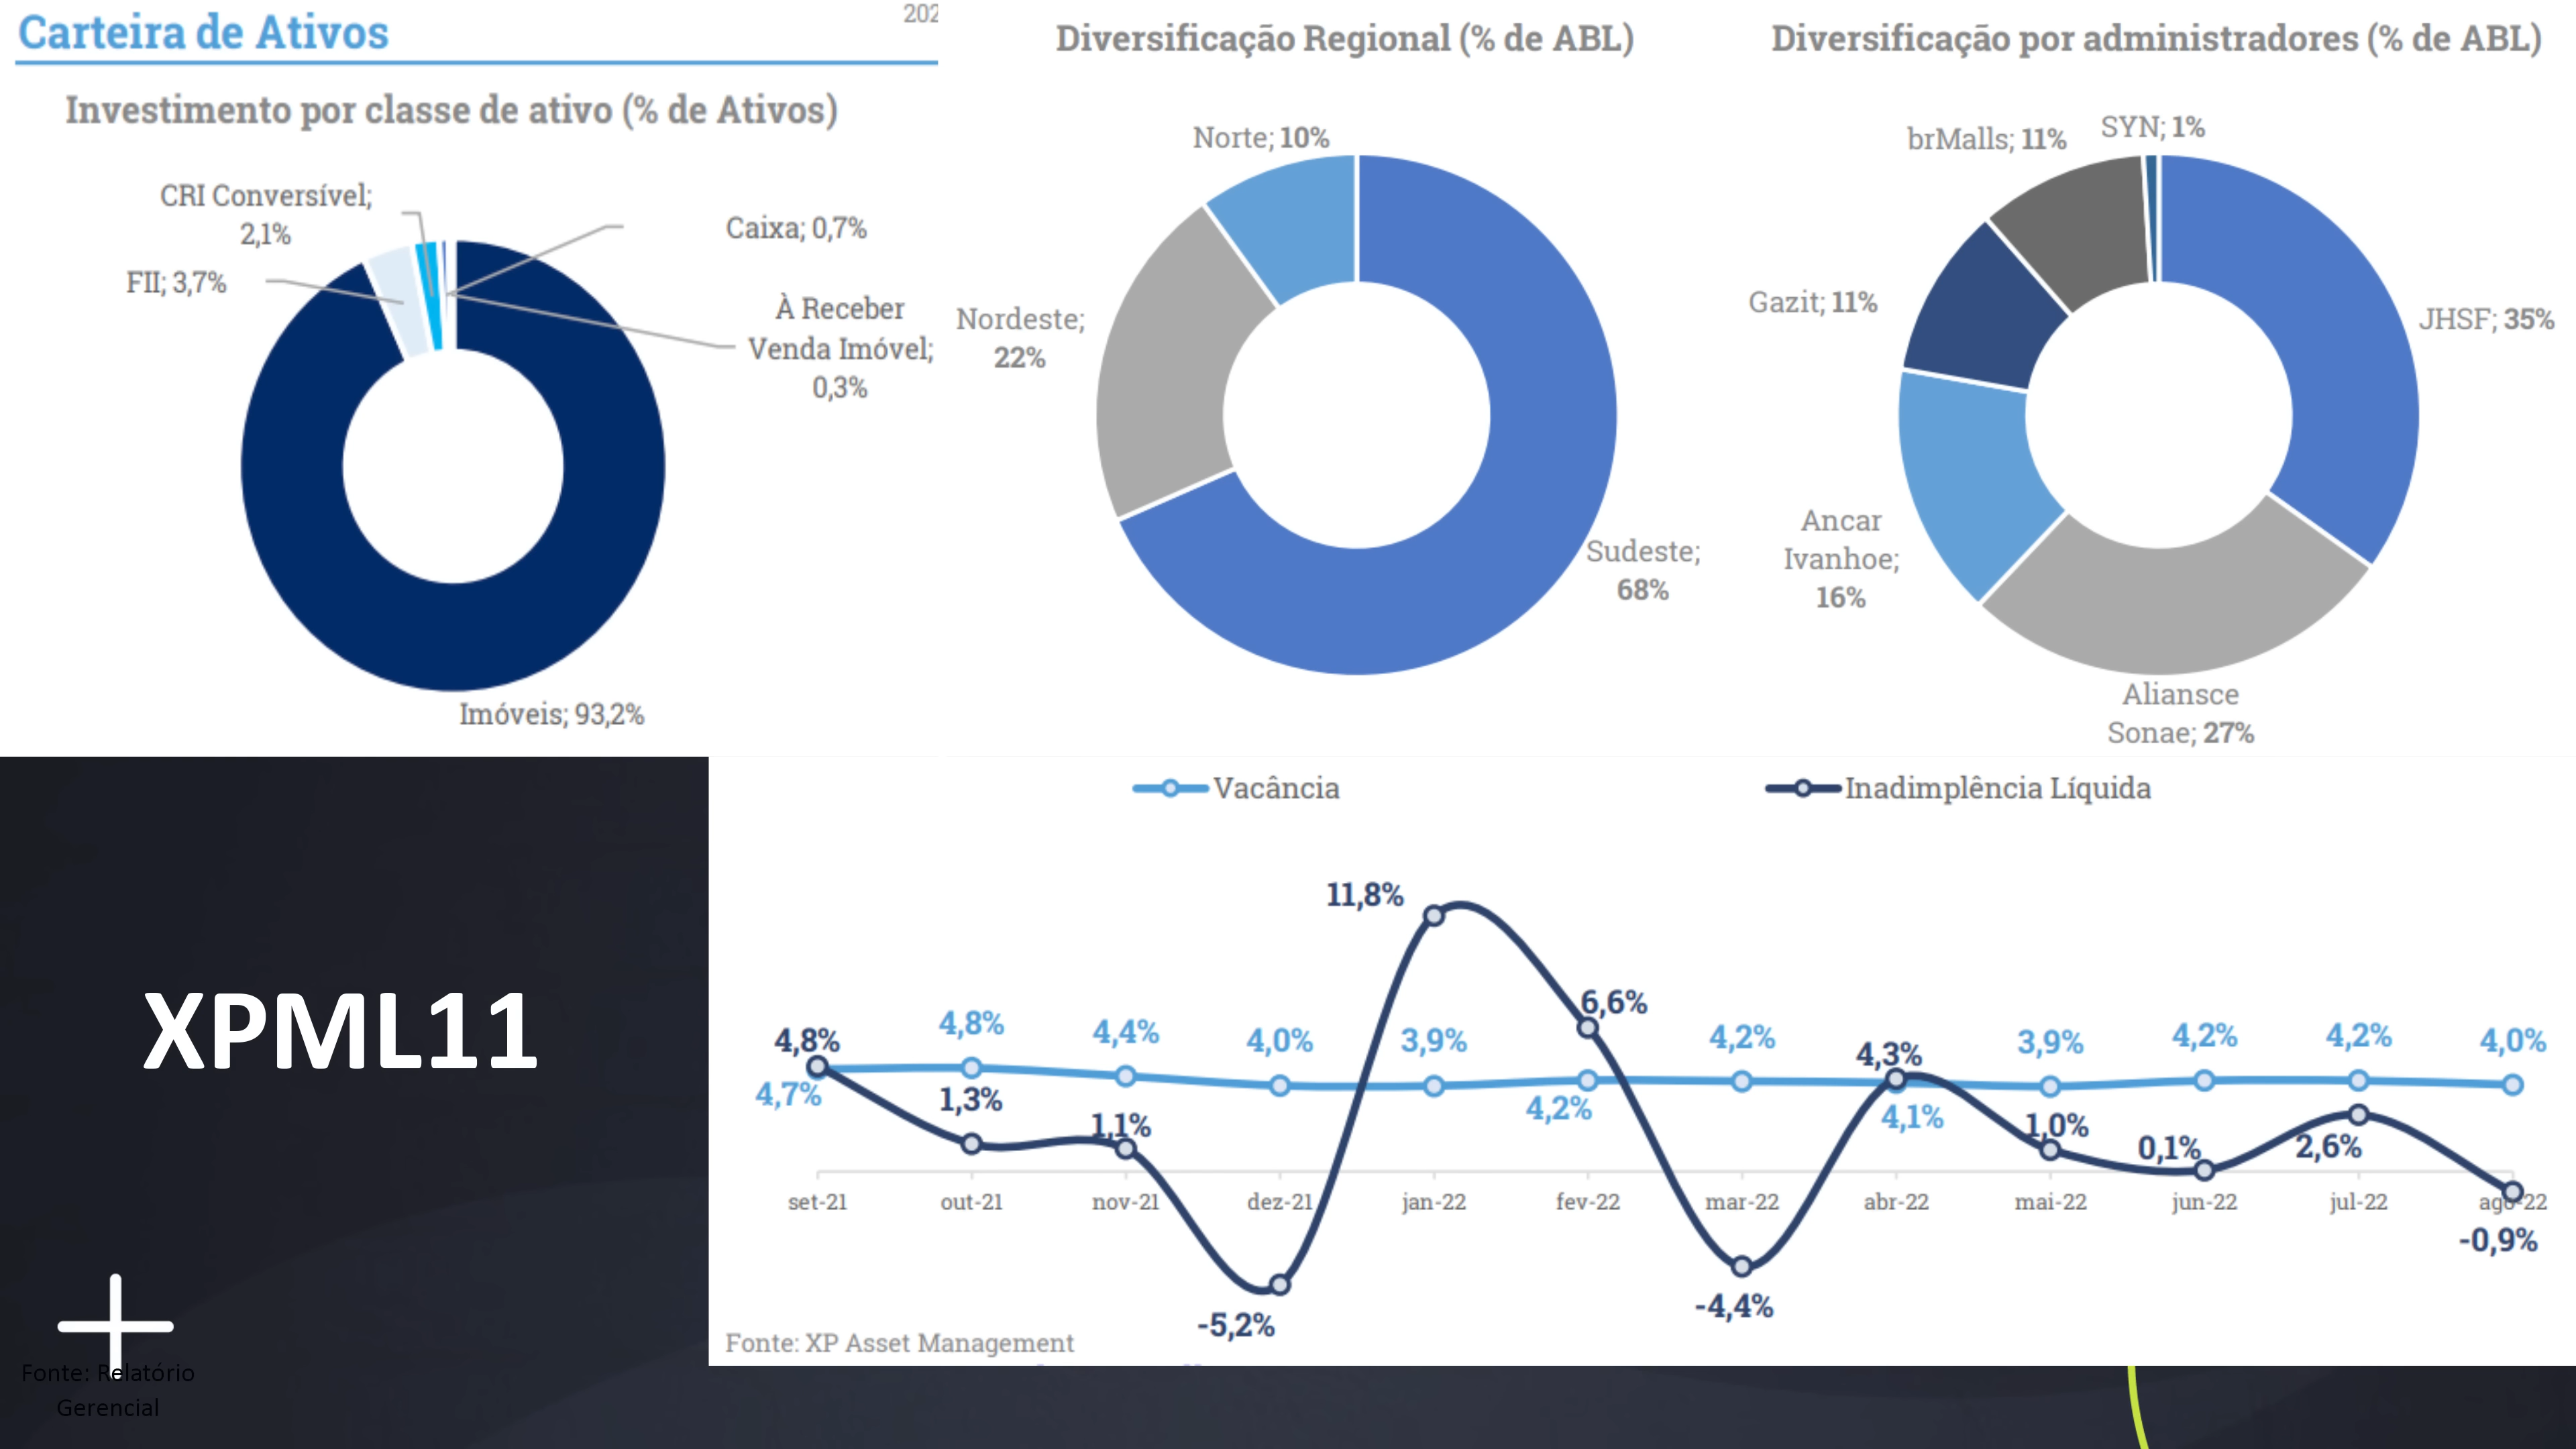 Carteira de Ativos
202
Investimento por classe de ativo (% de Ativos)
CRI Conversível;
2,1%
FII; 3,7%
Caixa; 0,7%
À Receber
Venda Imóvel;
0,3%
Imóveis; 93,2%
Diversificação Regional (% de ABL)
Norte; 10%
Nordeste;
22%
Sudeste;
68%
Diversificação por administradores (% de ABL)
brMalls; 11%
SYN; 1%
Gazit; 11%
JHSF; 35%
Ancar
Ivanhoe;
16%
Aliansce
Sonae; 27%
XPML11
Fonte: Relatório
Gerencial
Vacância
Inadimplência Líquida
11,8%
6,6%
4,8%
4,8%
4,4%
4,0%
3,9%
4,2%
4,3%
3,9%
4,2%
4,2%
4,0%
4,7%
1,3%
1,1%
4,2%
4,1%
1,0%
0,1%
2,6%
set-21
out-21
nov-21
dez-21
jan-22
fev-22
mar-22
abr-22
mai-22
jun-22
jul-22
ago-22
-0,9%
-5,2%
-4,4%
Fonte: XP Asset Management